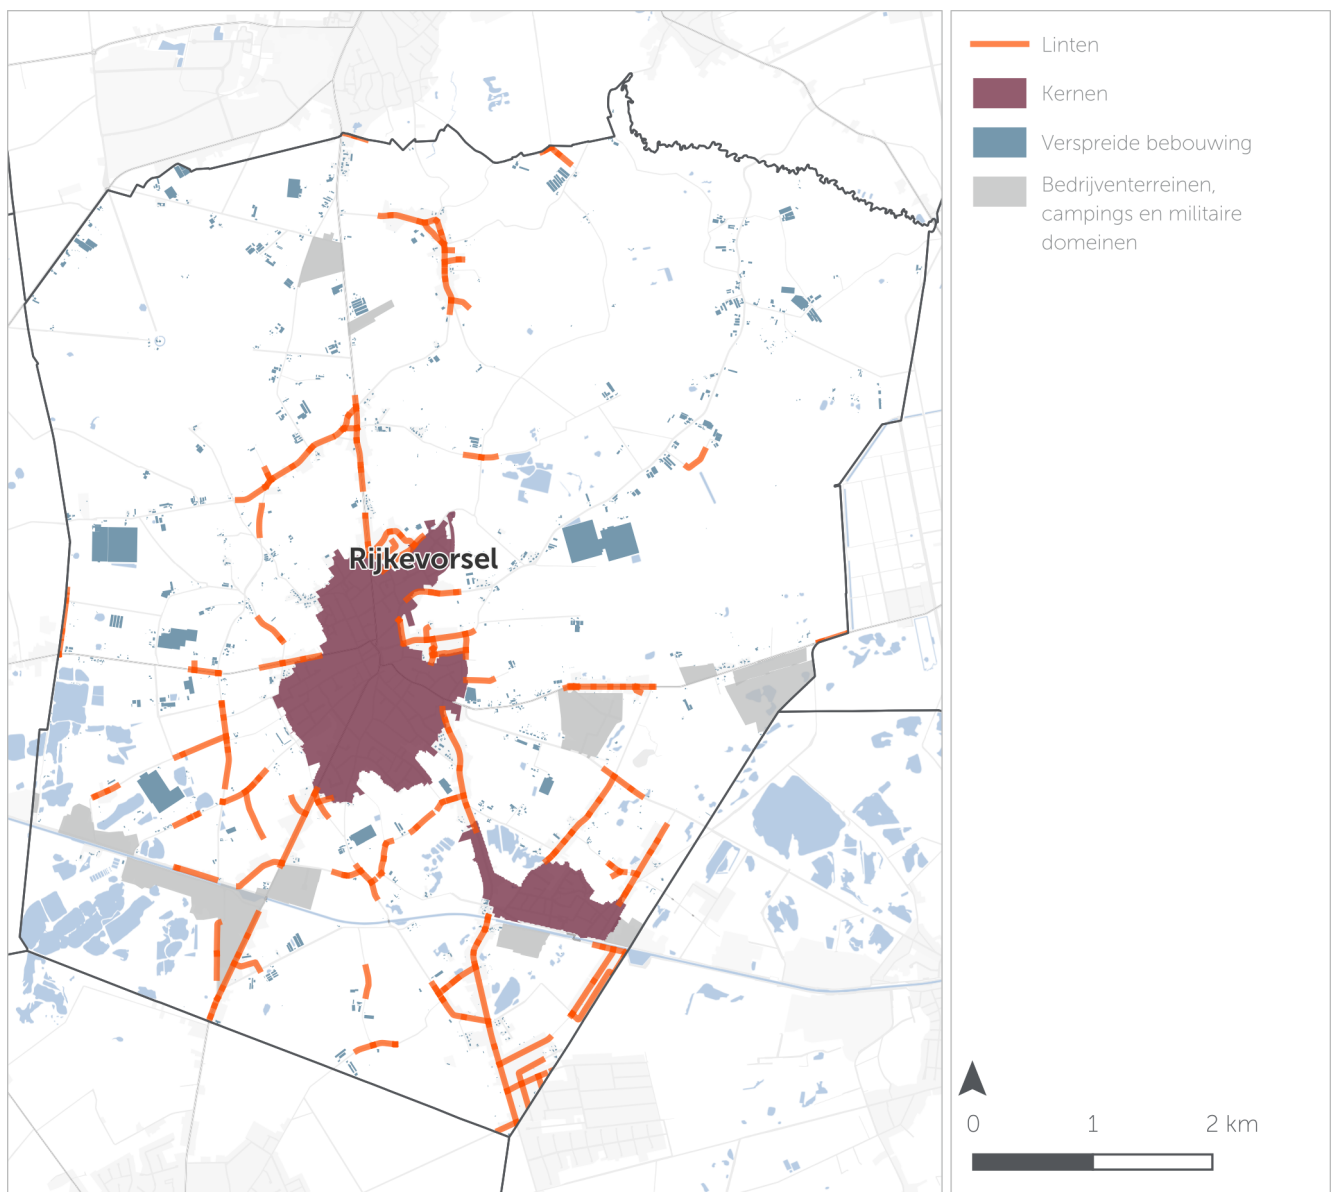 Linten
Kernen
Verspreide bebouwing
Bedrijventerreinen,
campings en militaire
domeinen
Rijkevorsel
0 1 2 km